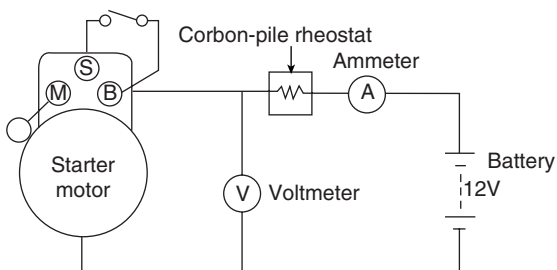 Corbon-pile rheostat
Ammeter
S
M
B
A
Starter
motor
V
Voltmeter
Battery
12V